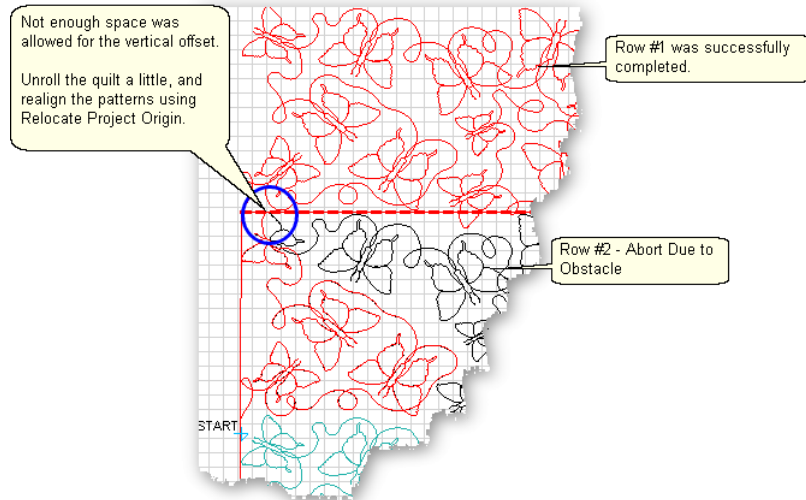 Not enough space was
allowed for the vertical offset.
Unroll the quilt a little, and
realign the patterns using
Relocate Project Origin.
Row #1 was successfully
completed.
Row #2 - Abort Due to
Obstacle
START